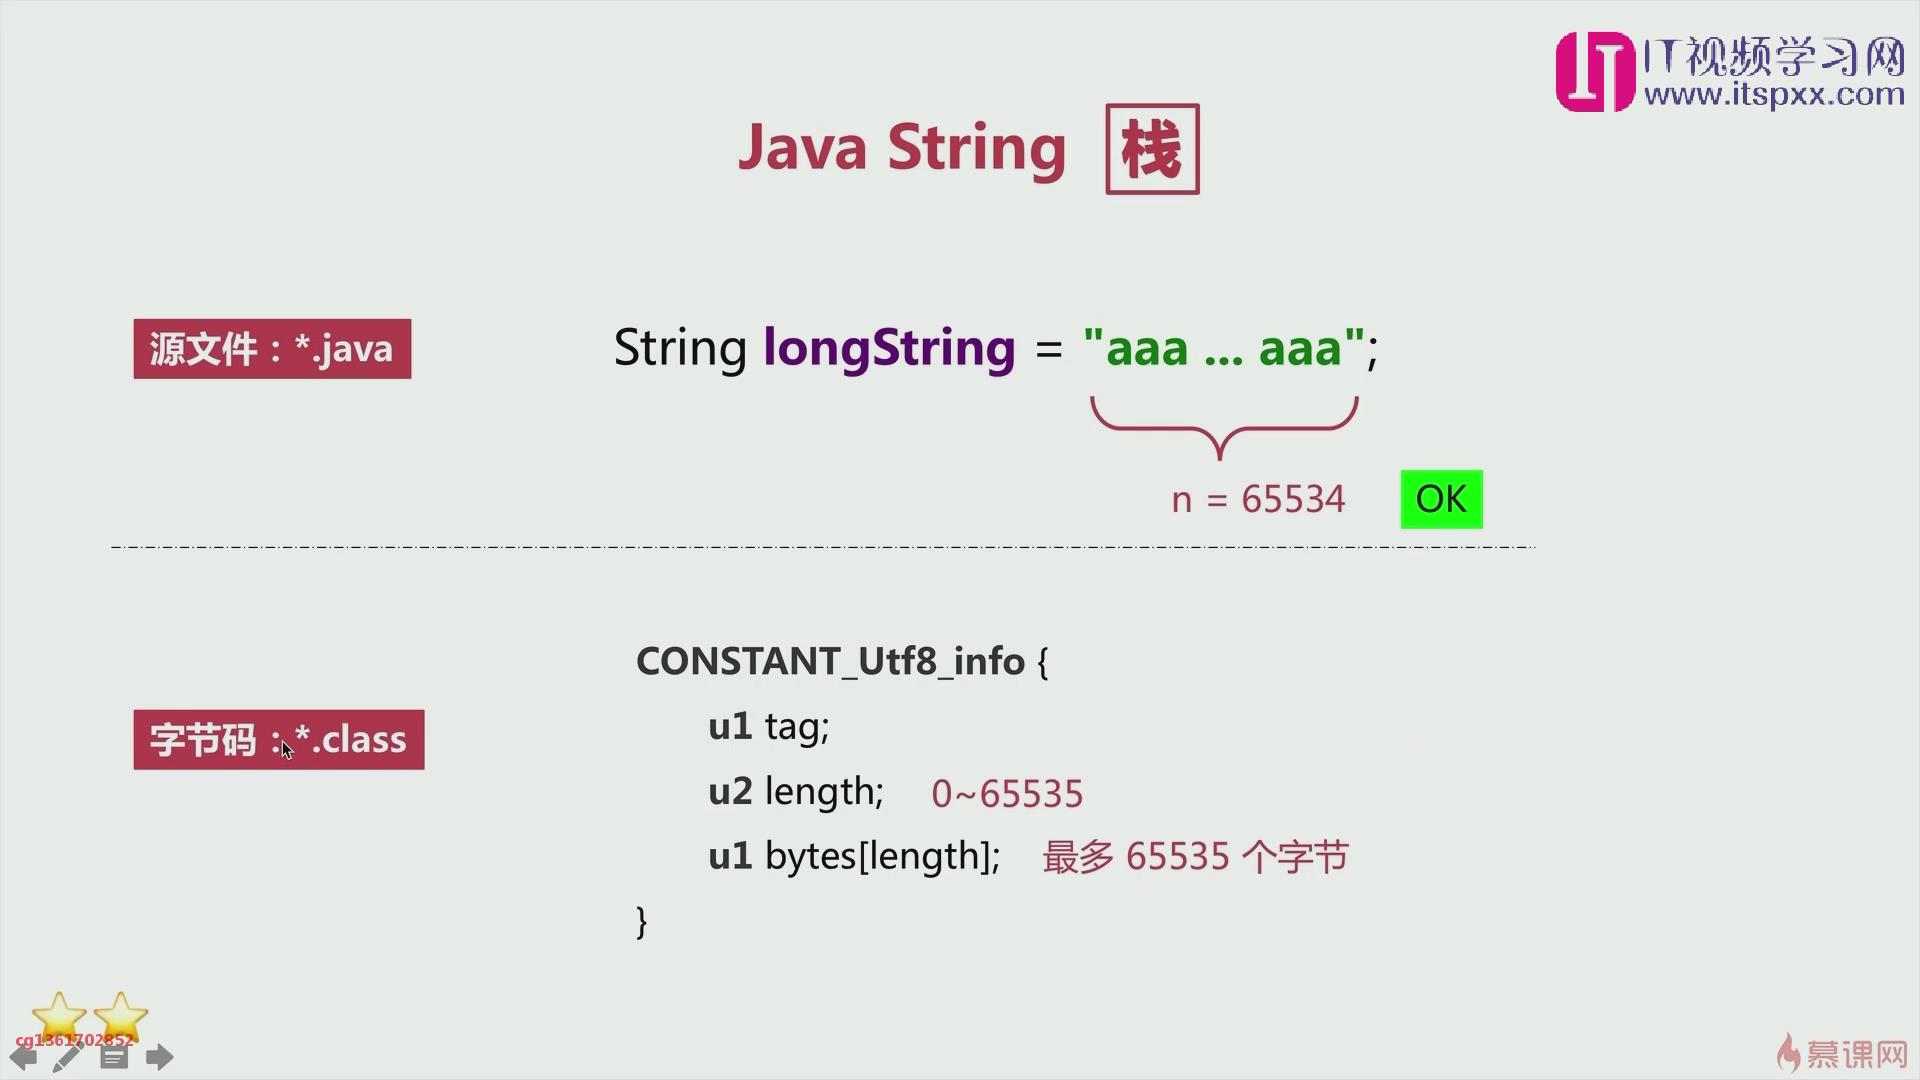 IT视频学习网
www.itspxx.com
Java String 栈
源文件：*.java
String longString = "aaa ... aaa";
n = 65534
OK
CONSTANT_Utf8_info {
u1 tag;
字节码：*.class
u2 length; 0~65535
u1 bytes[length]; 最多 65535 个字节
}
cg1361702352
慕课网